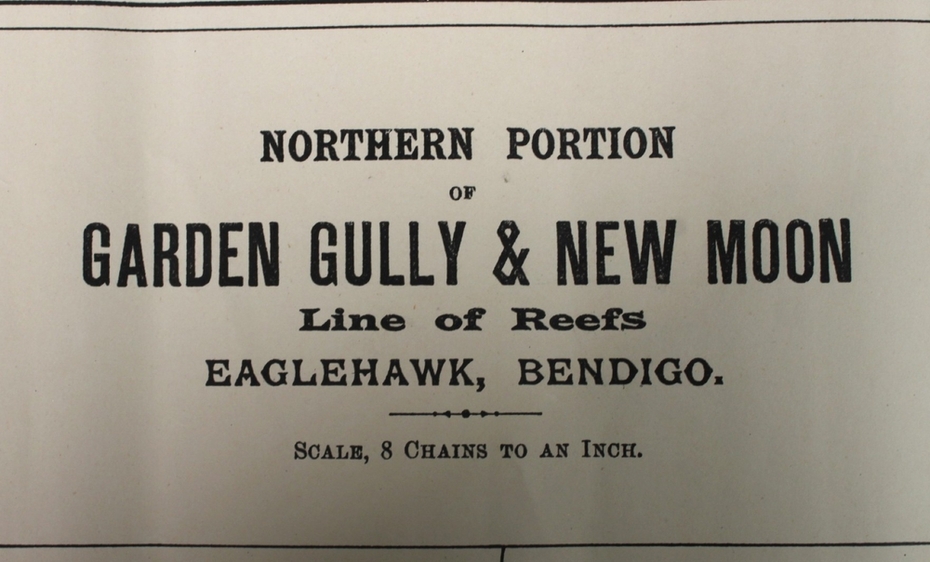 NORTHERN PORTION
OF
GARDEN GULLY & NEW MOON
Line of Reefs
EAGLEHAWK, BENDIGO.
SCALE, 8 CHAINS TO AN INCH.